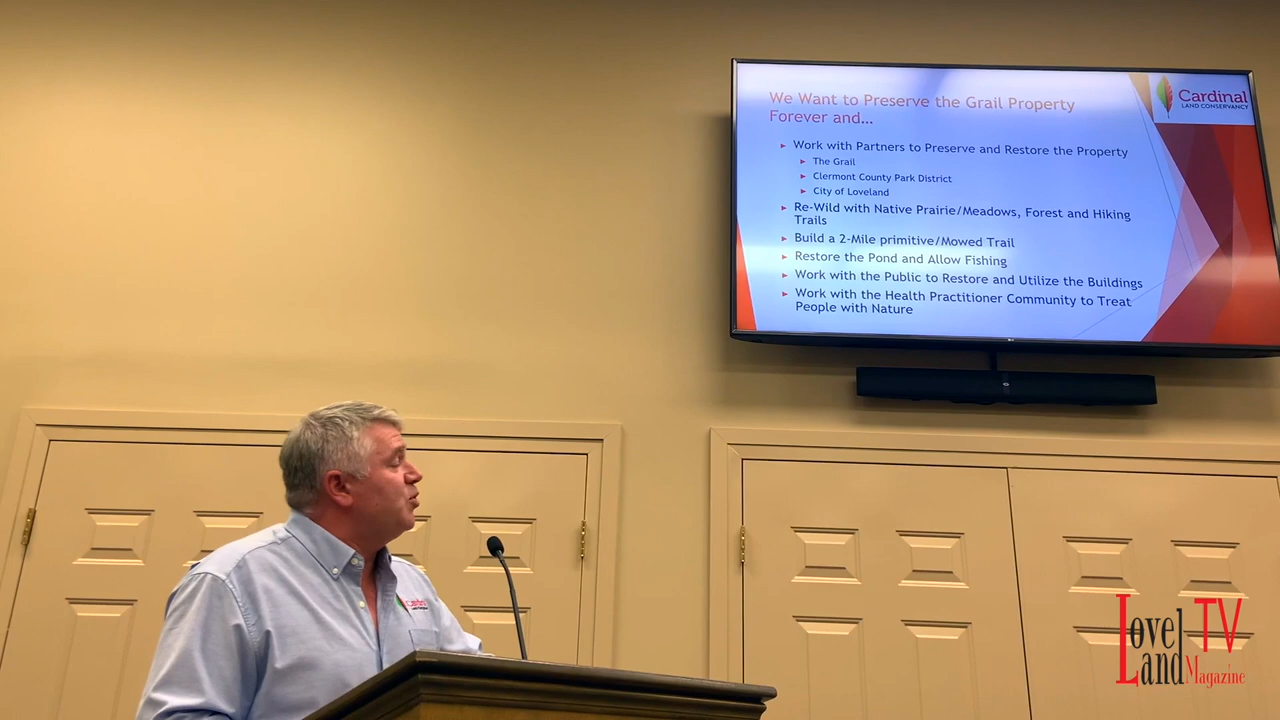 We Want to Preserve the Grail Property
Forever and...
Cardinal
LAND CONSERVANCY
Work with Partners to Preserve and Restore the Property
The Grail
Clermont County Park District
City of Loveland
Re-Wild with Native Prairie/Meadows, Forest and Hiking
Trails
Build a 2-Mile primitive/Mowed Trail
Restore the Pond and Allow Fishing
Work with the Public to Restore and Utilize the Buildings
Work with the Health Practitioner Community to Treat
People with Nature
Lovel TV
Land Magazine